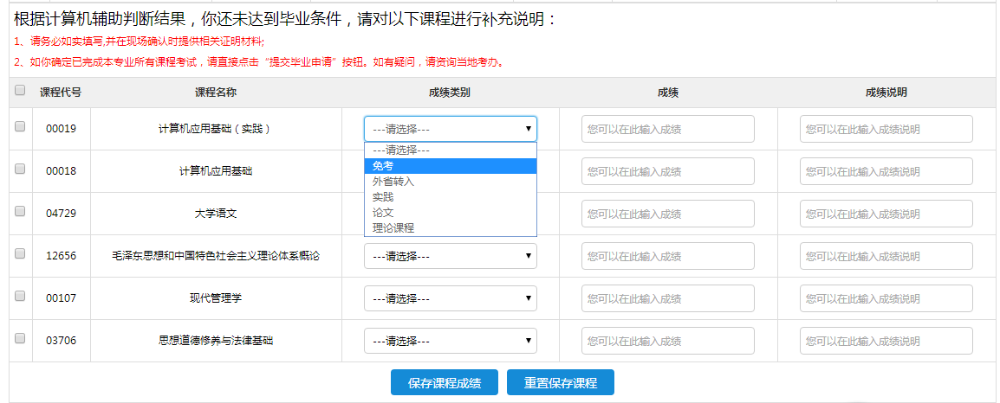 根据计算机辅助判断结果，你还未达到毕业条件，请对以下课程进行补充说明：
1、请务必如实填写,并在现场确认时提供相关证明材料;
2、如你确定已完成本专业所有课程考试，请直接点击“提交毕业申请”按钮。如有疑问，请咨询当地考办。
课程代号 课程名称 成绩类别 成绩 成绩说明
00019 计算机应用基础（实践） ---请选择--- 您可以在此输入成绩 您可以在此输入成绩说明
---请选择---
免考
00018 计算机应用基础 您可以在此输入成绩 您可以在此输入成绩说明
外省转入
实践
04729 大学语文 论文 您可以在此输入成绩 您可以在此输入成绩说明
理论课程
12656 毛泽东思想和中国特色社会主义理论体系概论 ---请选择--- 您可以在此输入成绩 您可以在此输入成绩说明
00107 现代管理学 ---请选择--- 您可以在此输入成绩 您可以在此输入成绩说明
03706 思想道德修养与法律基础 ---请选择--- 您可以在此输入成绩 您可以在此输入成绩说明
保存课程成绩 重置保存课程